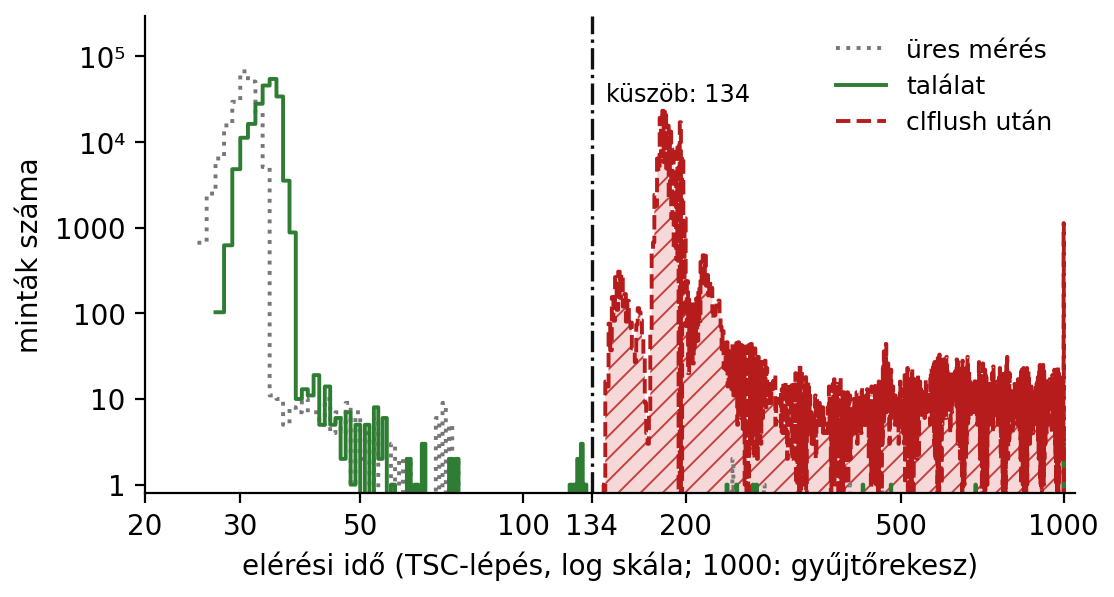 üres mérés
találat
clflush után
küszöb: 134
minták száma
10⁵
10⁴
1000
100
10
1
20 30 50 100 134 200 500 1000
elérési idő (TSC-lépés, log skála; 1000: gyűjtőrekesz)